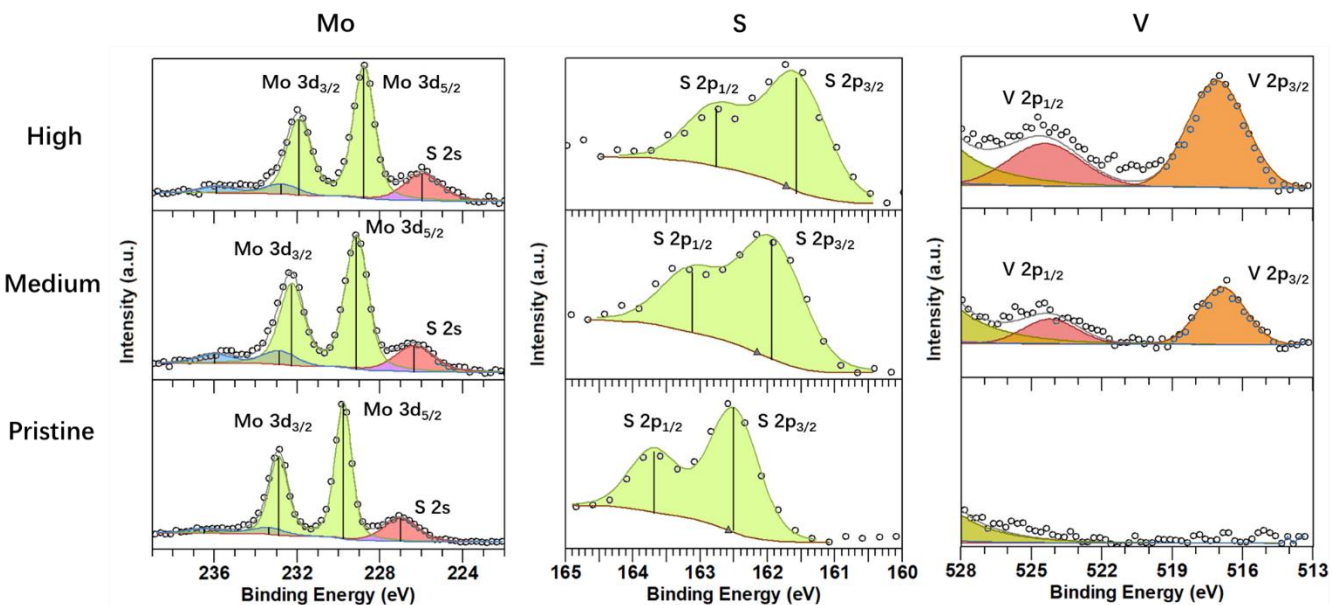 Mo S V
High
Mo 3d3/2 Mo 3d5/2
S 2s
S 2p1/2 S 2p3/2
V 2p1/2 V 2p3/2
Medium
Mo 3d3/2 Mo 3d5/2
S 2s
S 2p1/2 S 2p3/2
V 2p1/2 V 2p3/2
Pristine
Mo 3d3/2 Mo 3d5/2
S 2s
S 2p1/2 S 2p3/2
Intensity (a.u.)
Intensity (a.u.)
Intensity (a.u.)
236 232 228 224
165 164 163 162 161 160
528 525 522 519 516 513
Binding Energy (eV)
Binding Energy (eV)
Binding Energy (eV)